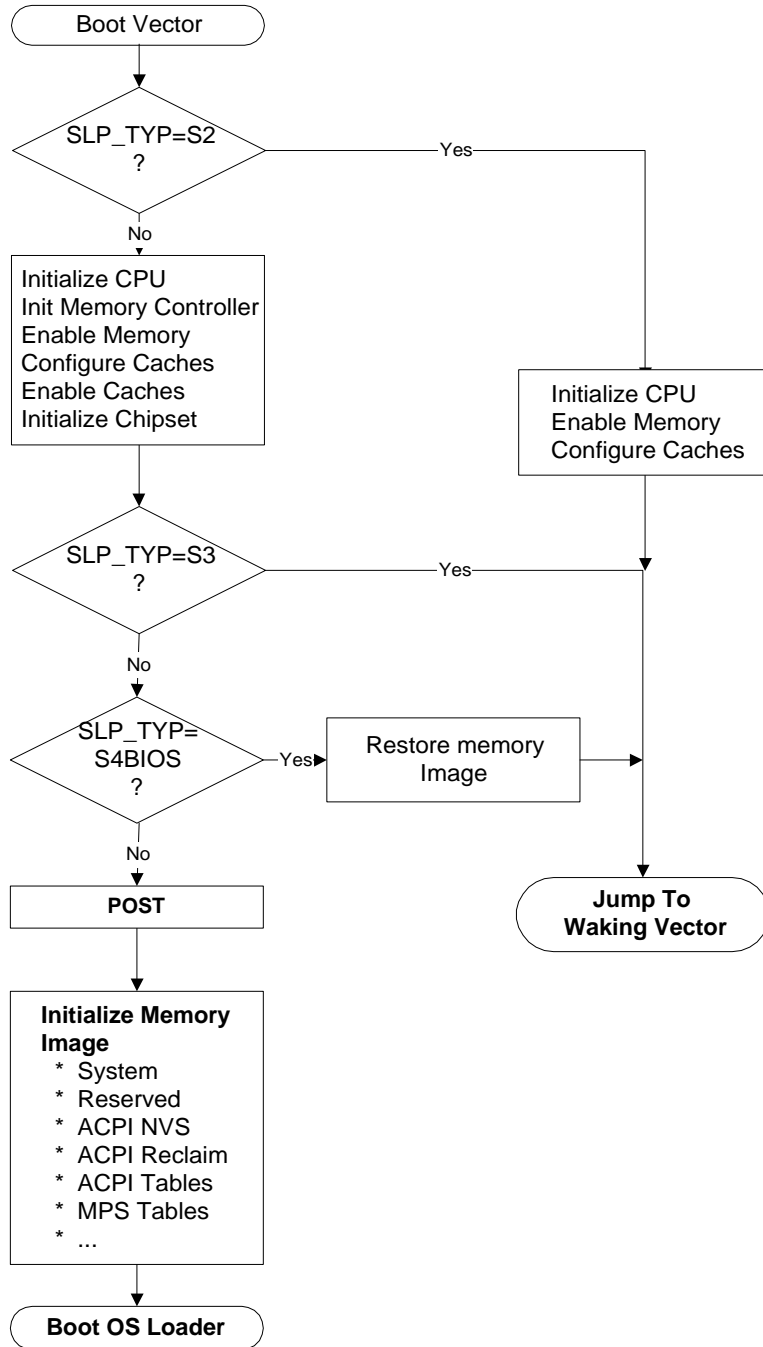 Boot Vector
SLP_TYP=S2
?
Yes
No
Initialize CPU
Init Memory Controller
Enable Memory
Configure Caches
Enable Caches
Initialize Chipset
Initialize CPU
Enable Memory
Configure Caches
SLP_TYP=S3
?
Yes
No
SLP_TYP=
S4BIOS
?
Yes
Restore memory
Image
No
POST
Jump To
Waking Vector
Initialize Memory
Image
* System
* Reserved
* ACPI NVS
* ACPI Reclaim
* ACPI Tables
* MPS Tables
* ...
Boot OS Loader